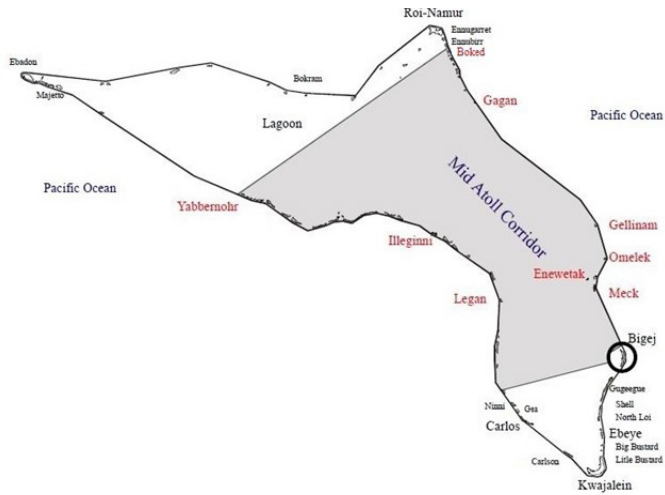 Roi-Namur
Ennugarret
Ennubirr
Boked
Ebadon
Majetto
Bokram
Gagan
Lagoon
Pacific Ocean
Mid Atoll Corridor
Pacific Ocean
Yabbernohr
Gellinam
Illeginni
Omelek
Enewetak
Meck
Legan
Bigej
Gugeegue
Ninni
Gea
Shell
North Loi
Carlos
Ebeye
Big Bustard
Litle Bustard
Carlson
Kwajalein